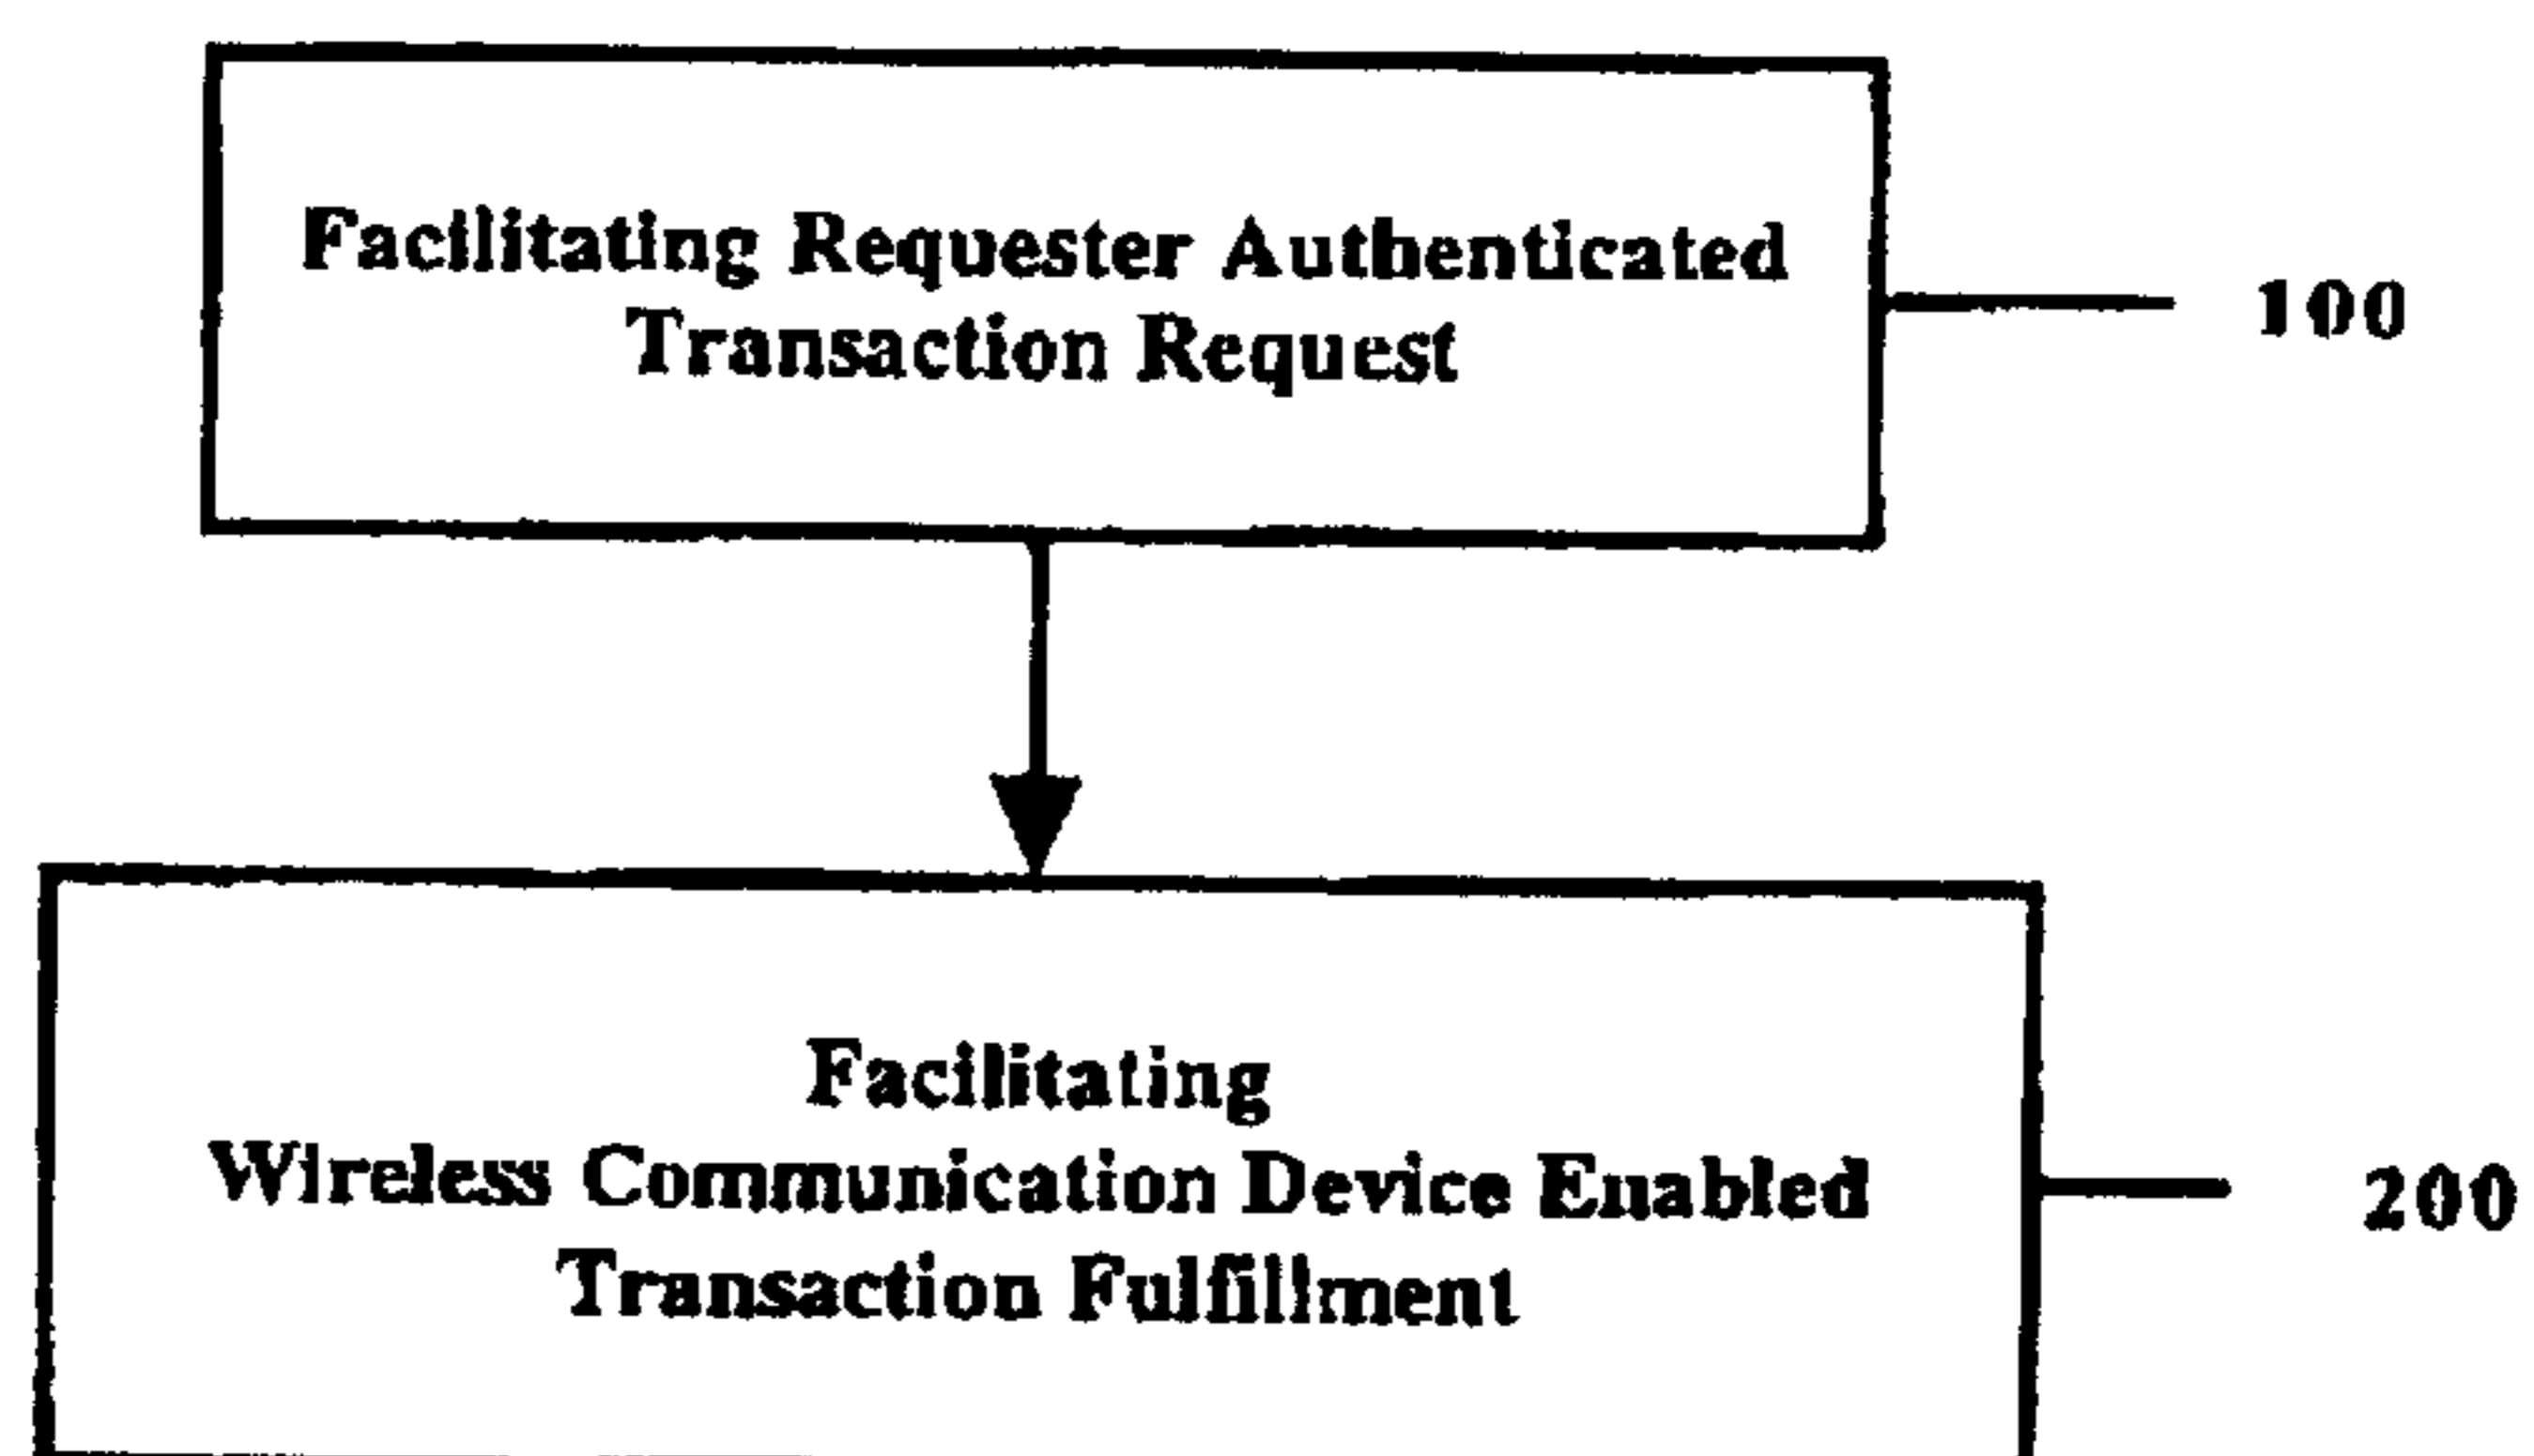 Facilitating Requester Authenticated
Transaction Request
100
Facilitating
Wireless Communication Device Enabled
Transaction Fulfillment
200